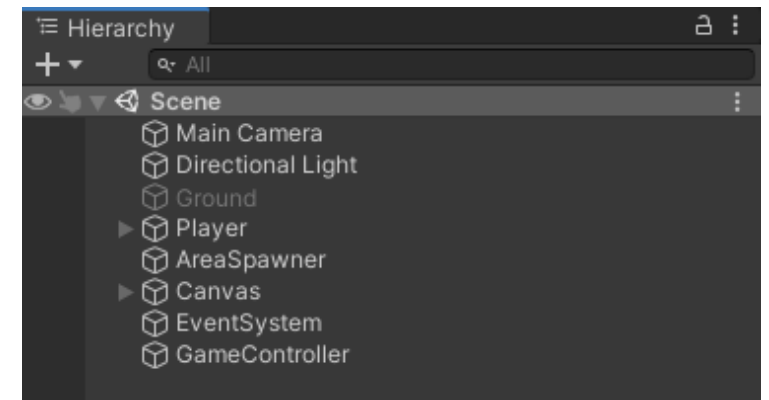 Hierarchy
All
Scene
Main Camera
Directional Light
Ground
Player
AreaSpawner
Canvas
EventSystem
GameController